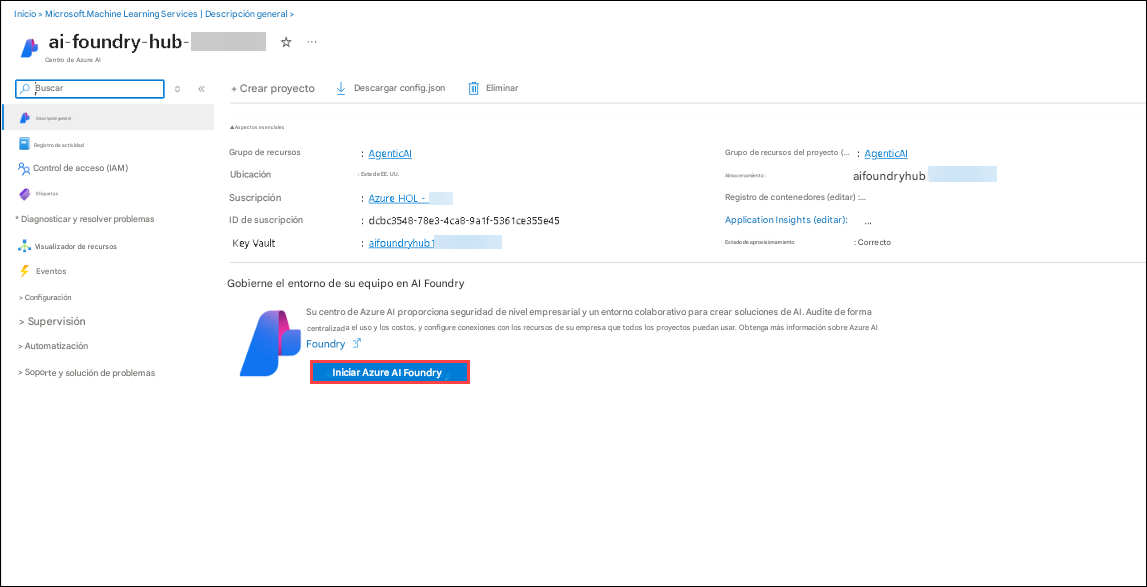 Inicio > Microsoft.Machine Learning Services | Descripción general >
ai-foundry-hub-
Centro de Azure AI
Buscar
+ Crear proyecto
Descargar config.json
Eliminar
Descripción general
Registro de actividad
Control de acceso (IAM)
Etiquetas
* Diagnosticar y resolver problemas
Visualizador de recursos
Eventos
> Configuración
> Supervisión
> Automatización
> Soporte y solución de problemas
Aspectos esenciales
Grupo de recursos : AgenticAI
Ubicación : Este de EE. UU.
Suscripción : Azure HOL -
ID de suscripción : dcbc3548-78e3-4ca8-9a1f-5361ce355e45
Key Vault : aifoundryhub1
Grupo de recursos del proyecto (... : AgenticAI
Almacenamiento : aifoundryhub
Registro de contenedores (editar) :...
Application Insights (editar): ...
Estado de aprovisionamiento : Correcto
Gobierne el entorno de su equipo en AI Foundry
Su centro de Azure AI proporciona seguridad de nivel empresarial y un entorno colaborativo para crear soluciones de AI. Audite de forma
centralizada el uso y los costos, y configure conexiones con los recursos de su empresa que todos los proyectos puedan usar. Obtenga más información sobre Azure AI
Foundry
Iniciar Azure AI Foundry